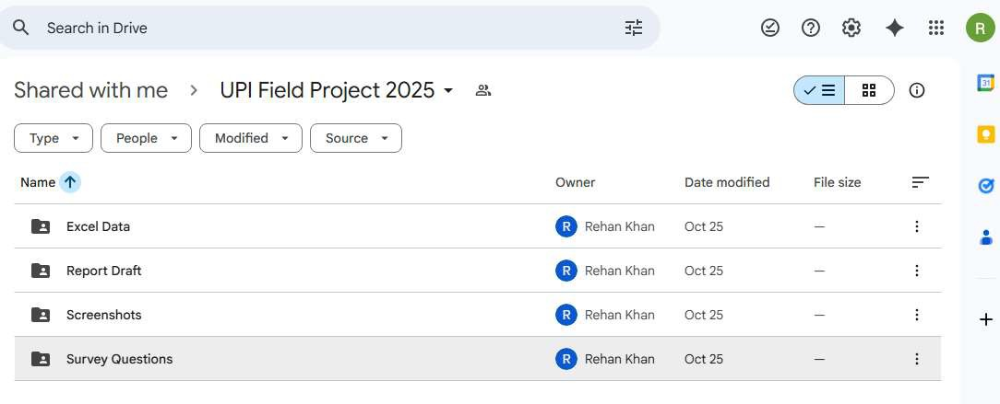 Search in Drive
R
Shared with me > UPI Field Project 2025
Type People Modified Source
Name Owner Date modified File size
Excel Data R Rehan Khan Oct 25 —
Report Draft R Rehan Khan Oct 25 —
Screenshots R Rehan Khan Oct 25 —
Survey Questions R Rehan Khan Oct 25 —
31